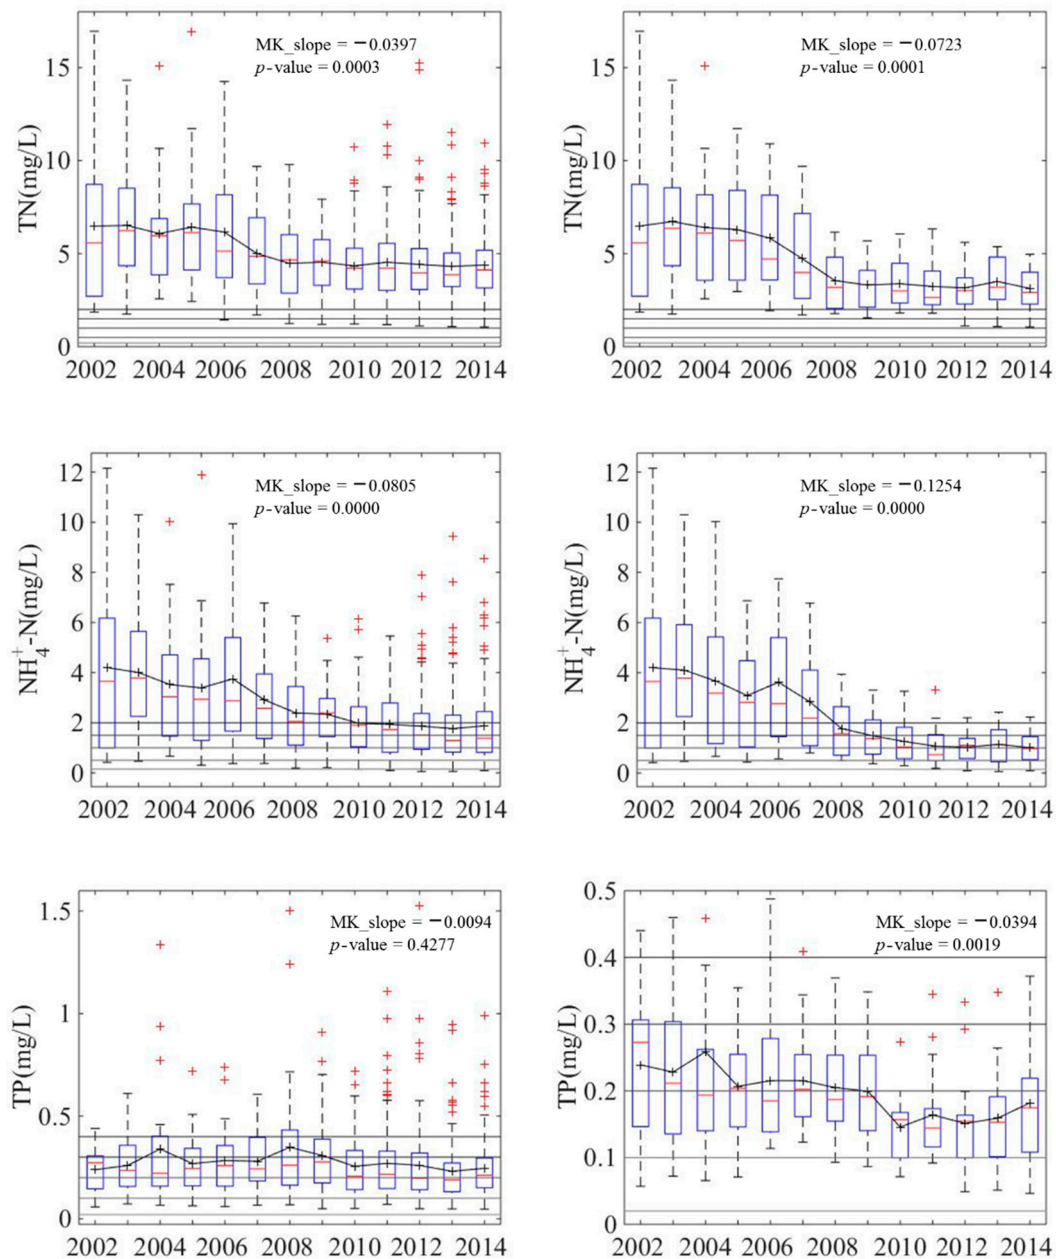 MK_slope = −0.0397
p-value = 0.0003
15
10
5
0
TN(mg/L)
2002 2004 2006 2008 2010 2012 2014
MK_slope = −0.0723
p-value = 0.0001
15
10
5
0
TN(mg/L)
2002 2004 2006 2008 2010 2012 2014
MK_slope = −0.0805
p-value = 0.0000
12
10
8
6
4
2
0
NH₄⁺-N(mg/L)
2002 2004 2006 2008 2010 2012 2014
MK_slope = −0.1254
p-value = 0.0000
12
10
8
6
4
2
0
NH₄⁺-N(mg/L)
2002 2004 2006 2008 2010 2012 2014
MK_slope = −0.0094
p-value = 0.4277
1.5
1
0.5
0
TP(mg/L)
2002 2004 2006 2008 2010 2012 2014
MK_slope = −0.0394
p-value = 0.0019
0.5
0.4
0.3
0.2
0.1
0
TP(mg/L)
2002 2004 2006 2008 2010 2012 2014